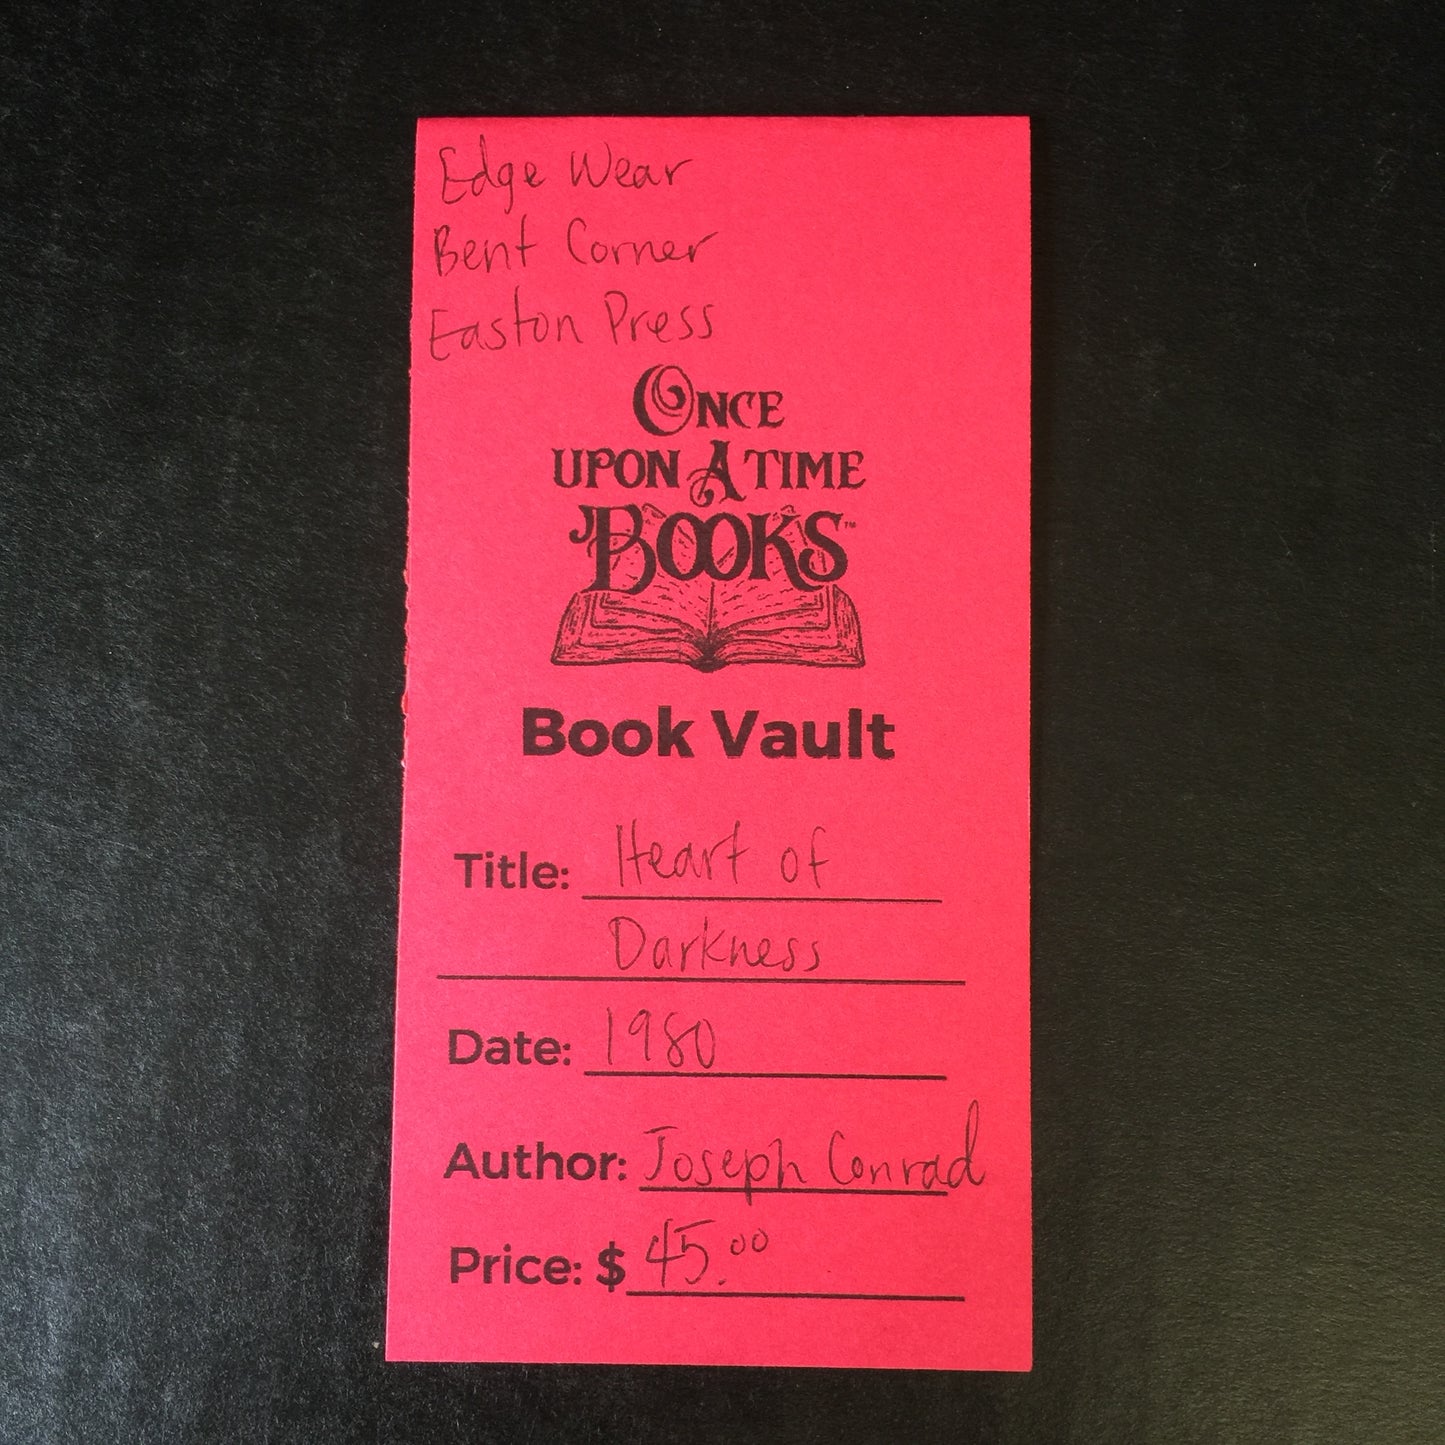 Edge Wear
Bent Corner
Easton Press
ONCE
UPON A TIME
BOOKS™
Book Vault
Title: Heart of
Darkness
Date: 1980
Author: Joseph Conrad
Price: $ 45.00